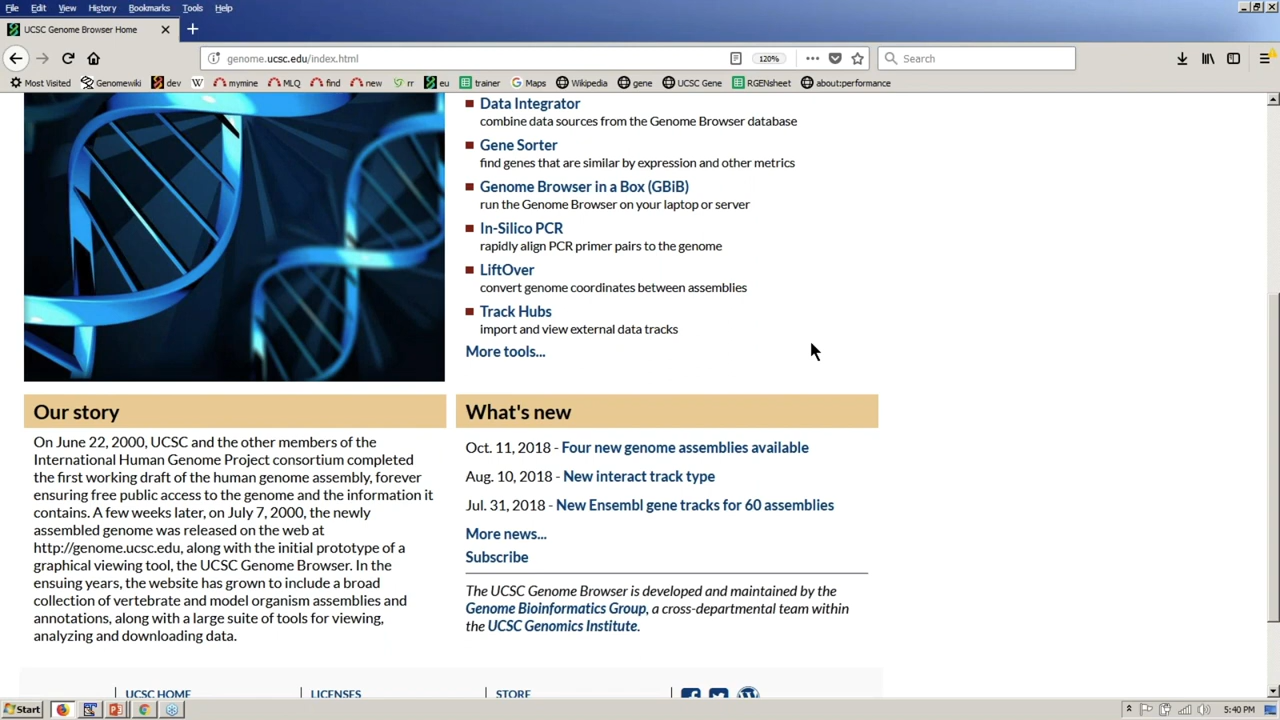 File Edit View History Bookmarks Tools Help
UCSC Genome Browser Home
genome.ucsc.edu/index.html 120% Search
Most Visited Genomewiki dev mymine MLQ find new rr eu trainer Maps Wikipedia gene UCSC Gene RGENsheet about:performance
Data Integrator
combine data sources from the Genome Browser database
Gene Sorter
find genes that are similar by expression and other metrics
Genome Browser in a Box (GBiB)
run the Genome Browser on your laptop or server
In-Silico PCR
rapidly align PCR primer pairs to the genome
LiftOver
convert genome coordinates between assemblies
Track Hubs
import and view external data tracks
More tools...
Our story
On June 22, 2000, UCSC and the other members of the
International Human Genome Project consortium completed
the first working draft of the human genome assembly, forever
ensuring free public access to the genome and the information it
contains. A few weeks later, on July 7, 2000, the newly
assembled genome was released on the web at
http://genome.ucsc.edu, along with the initial prototype of a
graphical viewing tool, the UCSC Genome Browser. In the
ensuing years, the website has grown to include a broad
collection of vertebrate and model organism assemblies and
annotations, along with a large suite of tools for viewing,
analyzing and downloading data.
What's new
Oct. 11, 2018 - Four new genome assemblies available
Aug. 10, 2018 - New interact track type
Jul. 31, 2018 - New Ensembl gene tracks for 60 assemblies
More news...
Subscribe
The UCSC Genome Browser is developed and maintained by the
Genome Bioinformatics Group, a cross-departmental team within
the UCSC Genomics Institute.
UCSC HOME LICENSES STORE
Start 5:40 PM